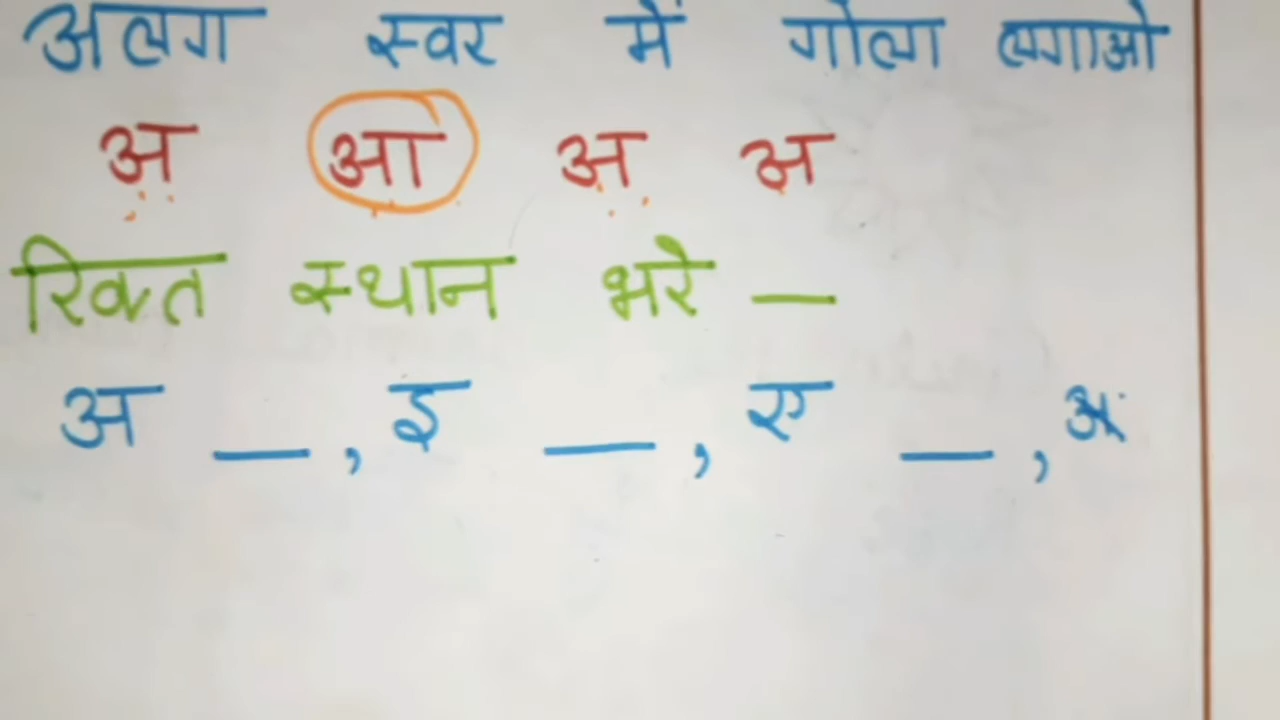 अलग स्वर में गोला लगाओ
अ आ अ अ
रिक्त स्थान भरे —
अ __ , इ __ , ए __ , अं